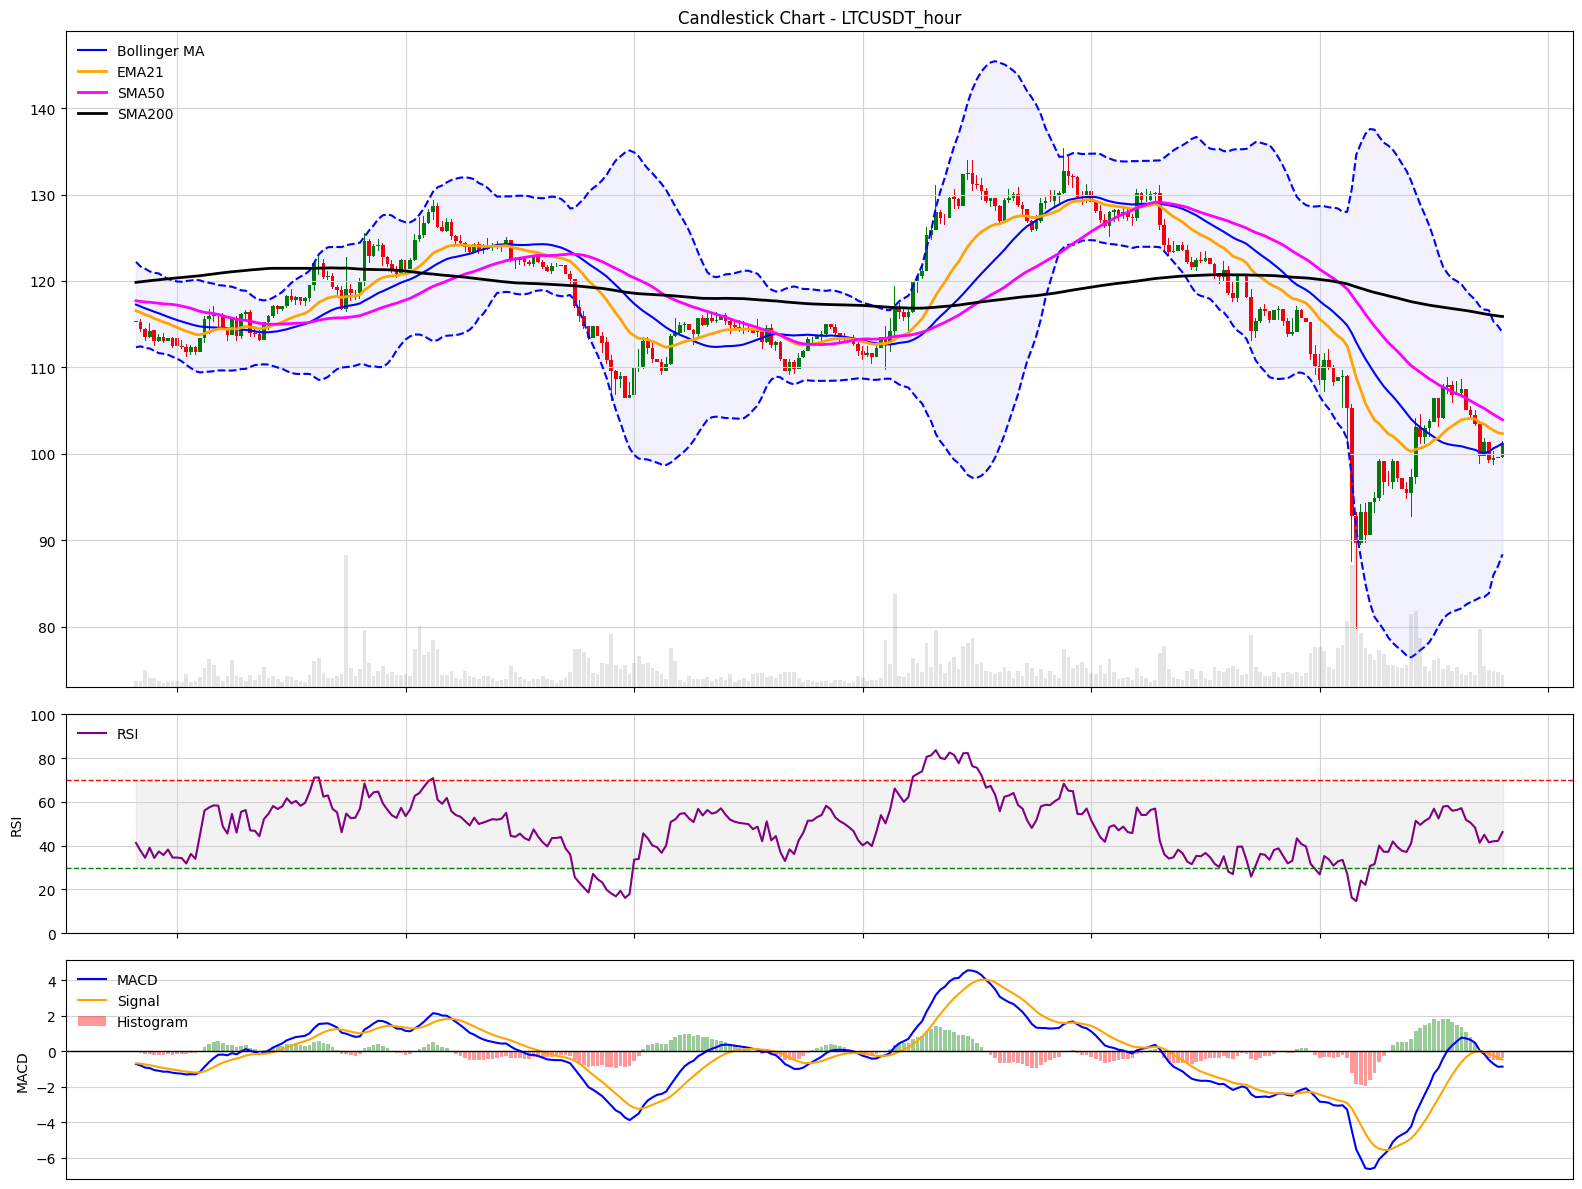 Candlestick Chart - LTCUSDT_hour
Bollinger MA
EMA21
SMA50
SMA200
140
130
120
110
100
90
80
RSI
100
80
60
40
20
0
RSI
MACD
Signal
Histogram
4
2
0
−2
−4
−6
MACD